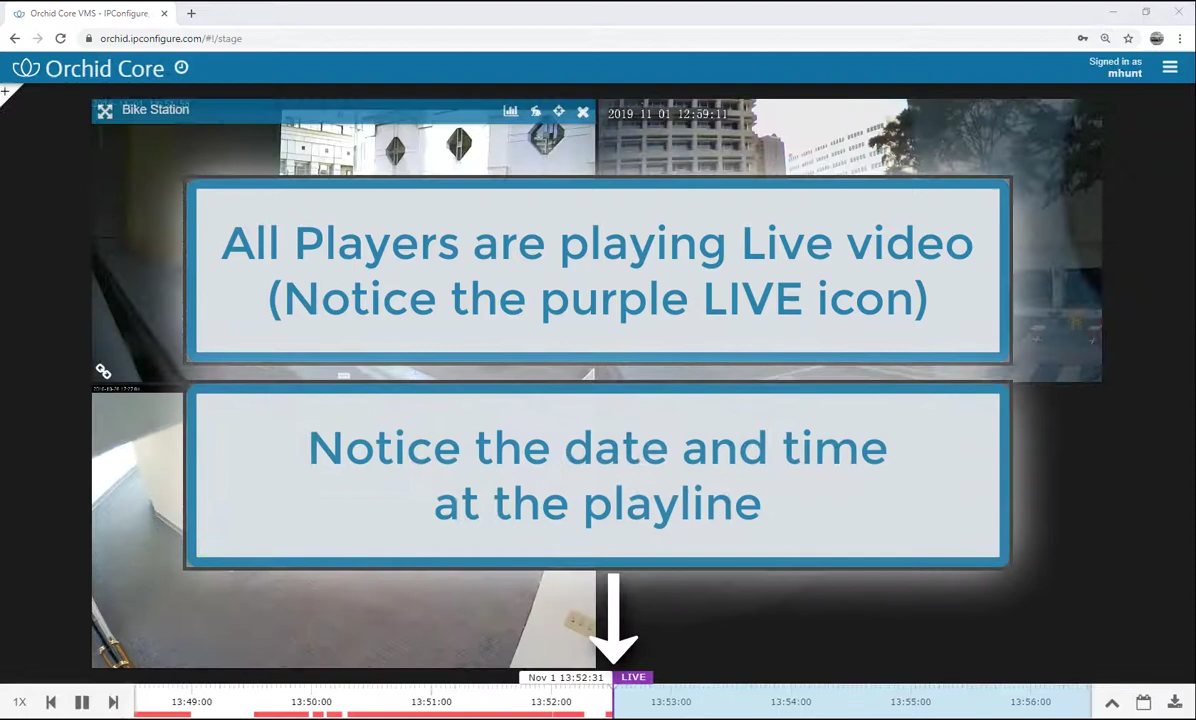 Orchid Core VMS - IPConfigure,
orchid.ipconfigure.com/#!/stage
Orchid Core
Signed in as
mhunt
Bike Station
2019 11 01 12:59:11
All Players are playing Live video
(Notice the purple LIVE icon)
Notice the date and time
at the playline
Nov 1 13:52:31 LIVE
1X 13:49:00 13:50:00 13:51:00 13:52:00 13:53:00 13:54:00 13:55:00 13:56:00